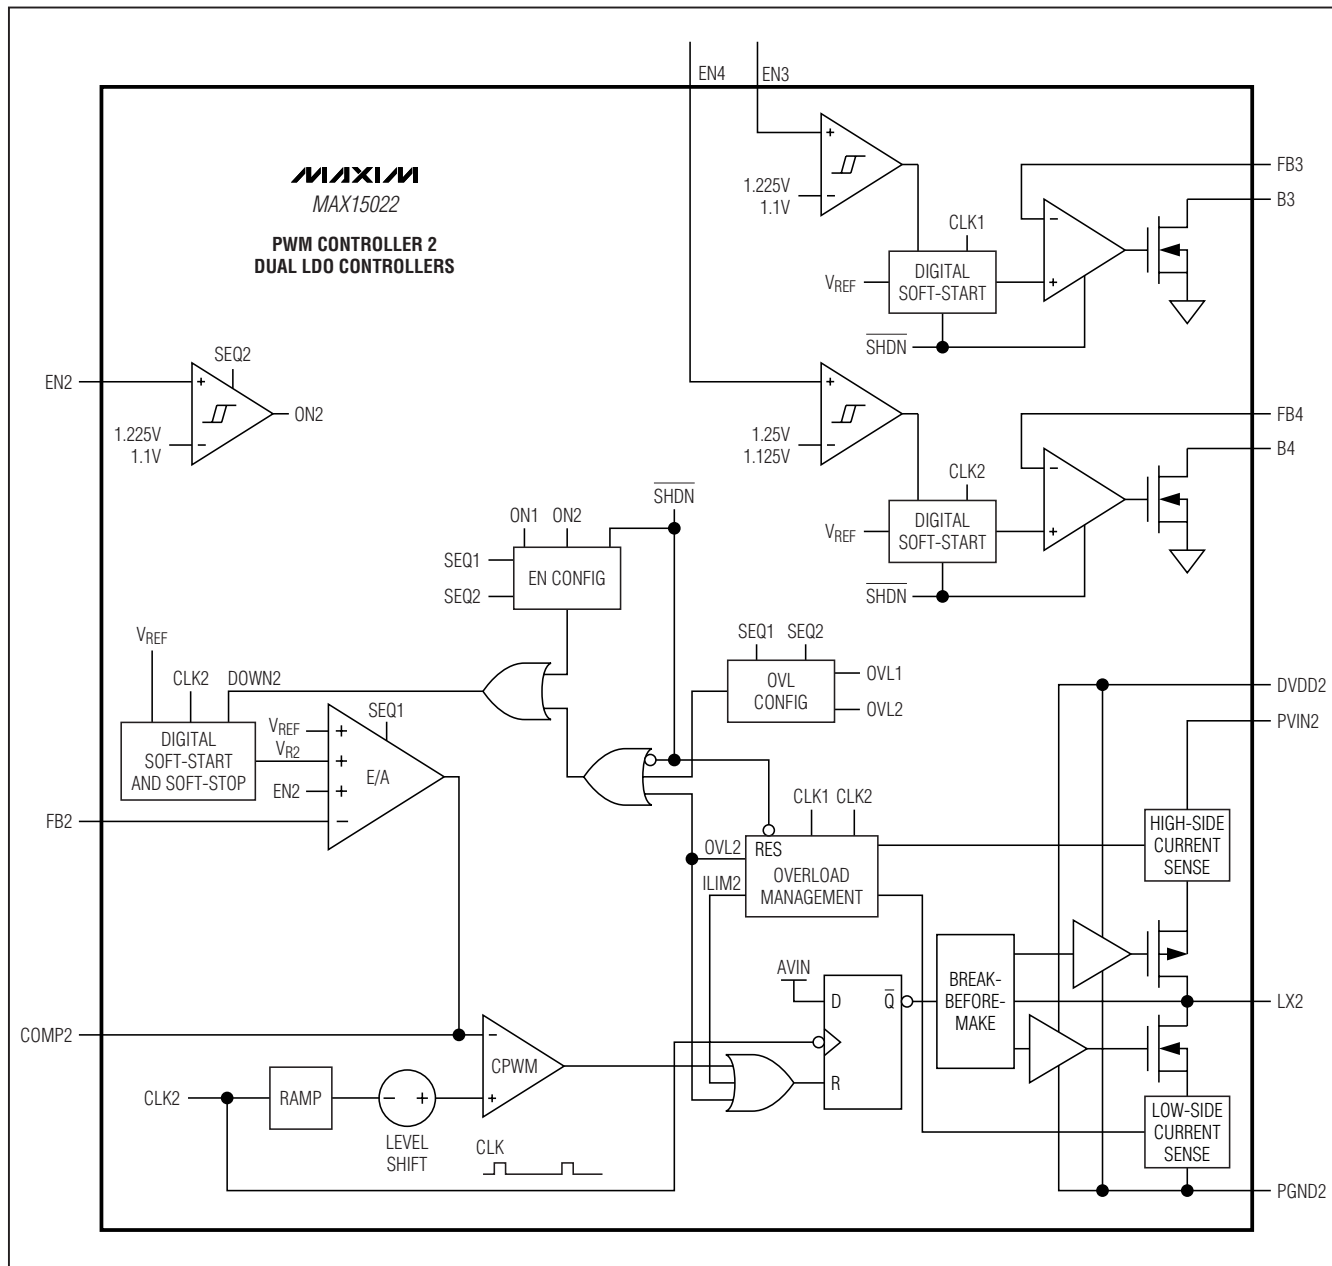 EN4
EN3
MAXIM
MAX15022
PWM CONTROLLER 2
DUAL LDO CONTROLLERS
+
1.225V
1.1V
−
CLK1
VREF
DIGITAL
SOFT-START
−
+
FB3
B3
SHDN
EN2
SEQ2
+
1.225V
1.1V
−
ON2
+
1.25V
1.125V
−
CLK2
VREF
DIGITAL
SOFT-START
−
+
FB4
B4
SHDN
SHDN
ON1
ON2
SEQ1
SEQ2
EN CONFIG
SEQ1
SEQ2
OVL
CONFIG
OVL1
OVL2
VREF
CLK2
DOWN2
DIGITAL
SOFT-START
AND SOFT-STOP
SEQ1
VREF
+
VR2
+
EN2
+
FB2
−
E/A
DVDD2
PVIN2
CLK1
CLK2
OVL2
ILIM2
RES
OVERLOAD
MANAGEMENT
HIGH-SIDE
CURRENT
SENSE
AVIN
D
Q
R
BREAK-
BEFORE-
MAKE
LX2
COMP2
−
CPWM
+
CLK2
RAMP
−
+
LEVEL
SHIFT
CLK
LOW-SIDE
CURRENT
SENSE
PGND2